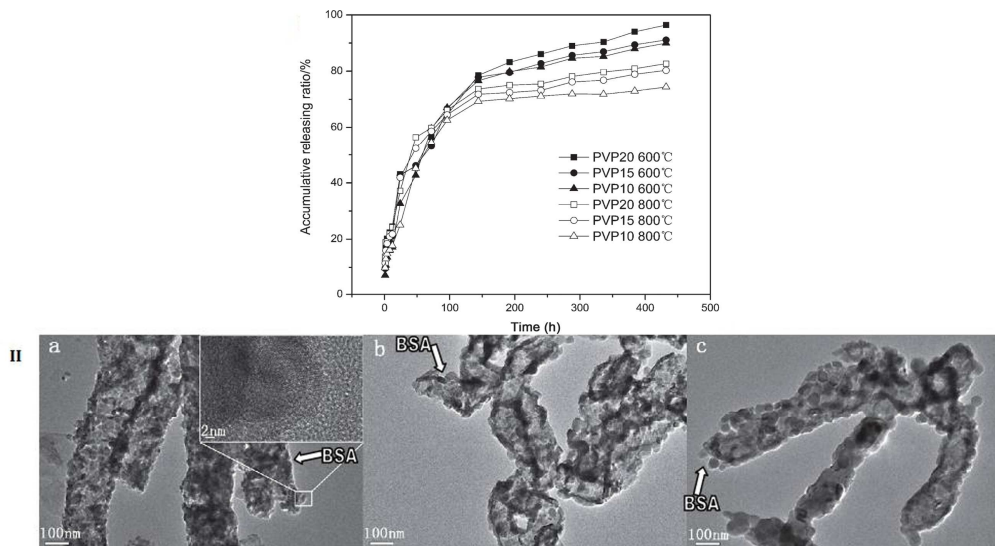 100
80
60
40
20
0
Accumulative releasing ratio/%
PVP20 600℃
PVP15 600℃
PVP10 600℃
PVP20 800℃
PVP15 800℃
PVP10 800℃
0 100 200 300 400 500
Time (h)
II
a
2nm
BSA
100nm
b
BSA
100nm
c
BSA
100nm